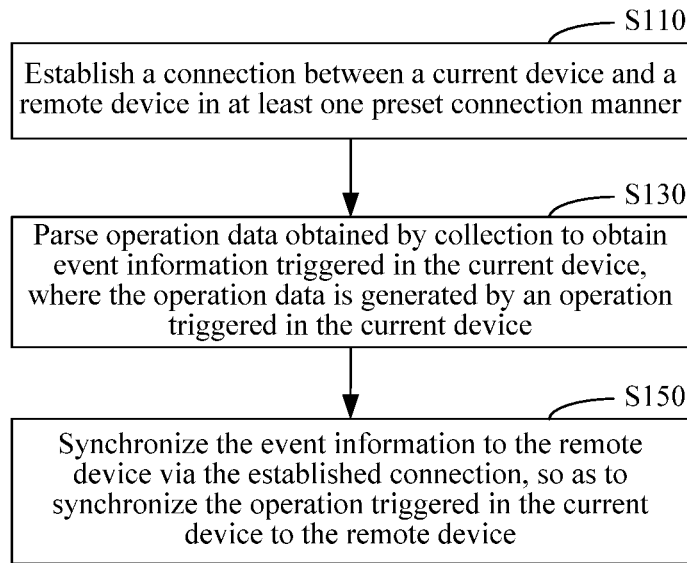 S110
Establish a connection between a current device and a
remote device in at least one preset connection manner
S130
Parse operation data obtained by collection to obtain
event information triggered in the current device,
where the operation data is generated by an operation
triggered in the current device
S150
Synchronize the event information to the remote
device via the established connection, so as to
synchronize the operation triggered in the current
device to the remote device